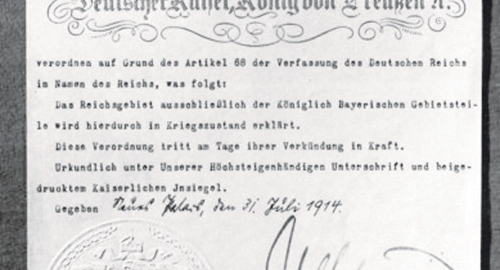 Deutscher Kaiser, König von Preußen ꝛc.
verordnen auf Grund des Artikel 68 der Verfassung des Deutschen Reichs
in Namen des Reichs, was folgt:
Das Reichsgebiet ausschließlich der Königlich Bayerischen Gebietstei-
le wird hierdurch in Kriegszustand erklärt.
Diese Verordnung tritt am Tage ihrer Verkündung in Kraft.
Urkundlich unter Unserer Höchsteigenhändigen Unterschrift und beige-
drucktem Kaiserlichen Jnsiegel.
Gegeben Neues Palais, den 31. Juli 1914.